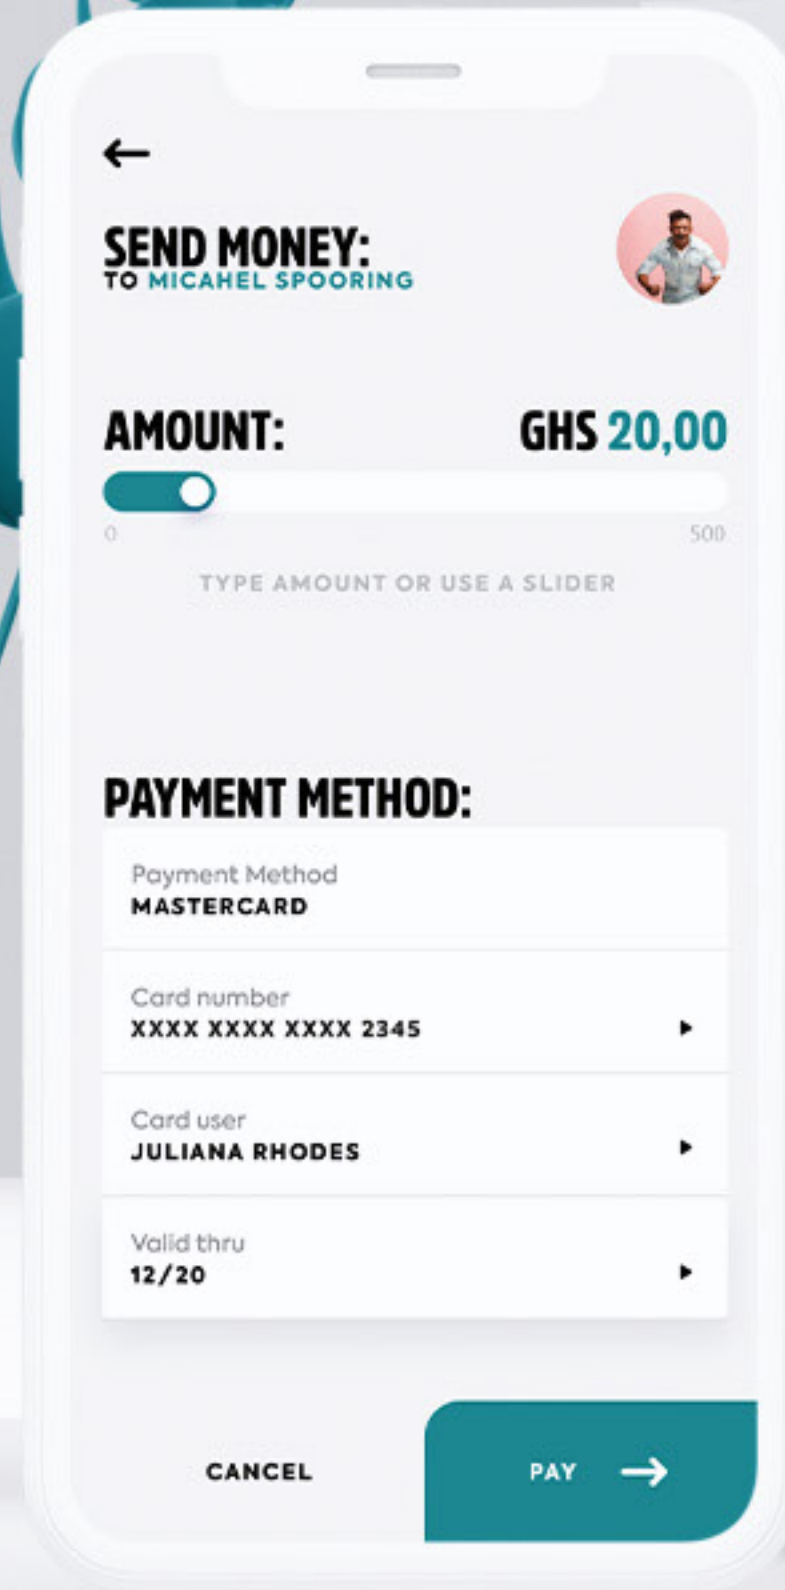 SEND MONEY:
TO MICAHEL SPOORING
AMOUNT: GHS 20,00
0 500
TYPE AMOUNT OR USE A SLIDER
PAYMENT METHOD:
Payment Method
MASTERCARD
Card number
XXXX XXXX XXXX 2345
Card user
JULIANA RHODES
Valid thru
12/20
CANCEL PAY